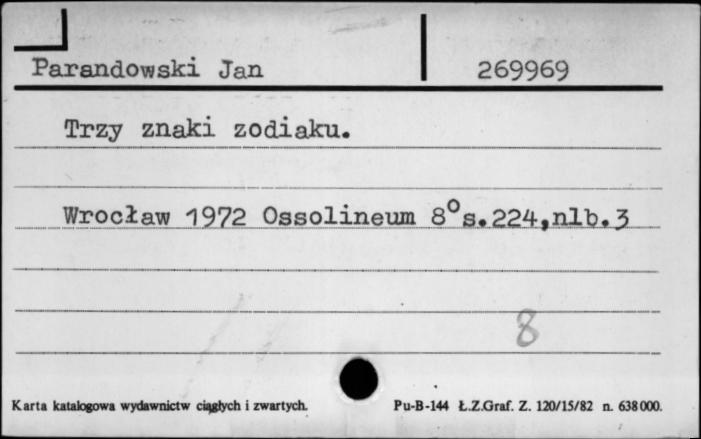 Parandowski Jan 269969
Trzy znaki zodiaku.
Wrocław 1972 Ossolineum 8° s.224,nlb.3
8
Karta katalogowa wydawnictw ciągłych i zwartych. Pu-B-144 Ł.Z.Graf. Z. 120/15/82 n. 638 000.